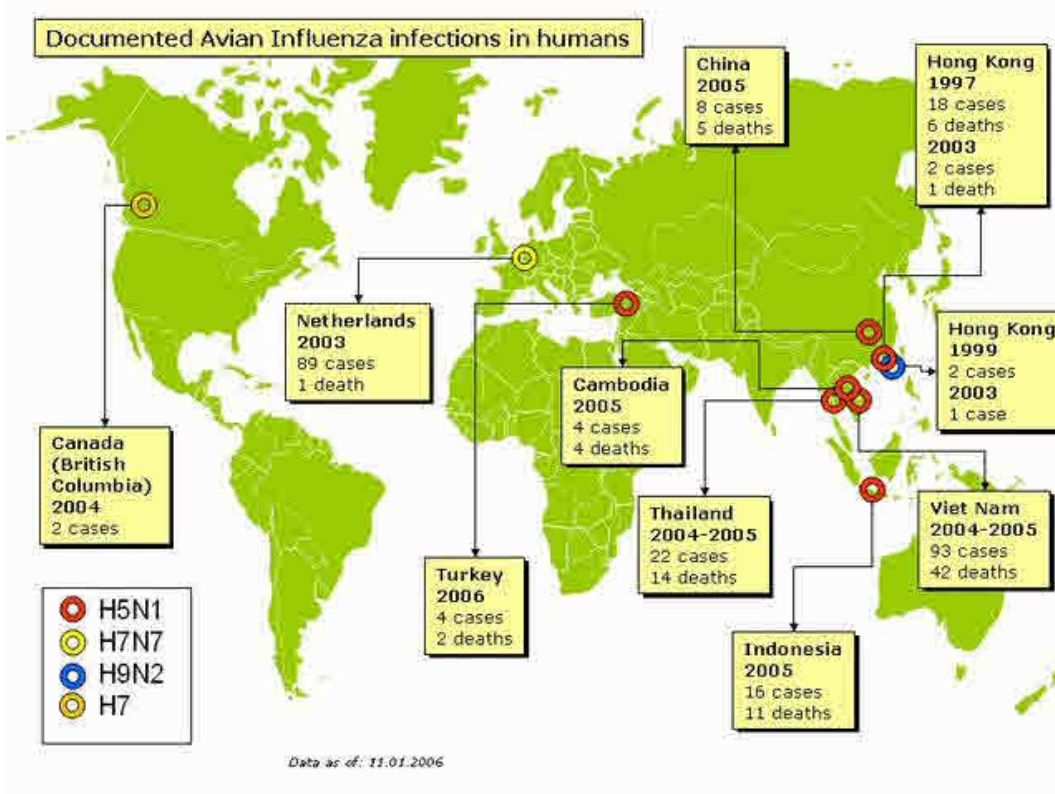 Documented Avian Influenza infections in humans
China
2005
8 cases
5 deaths
Hong Kong
1997
18 cases
6 deaths
2003
2 cases
1 death
Netherlands
2003
89 cases
1 death
Hong Kong
1999
2 cases
2003
1 case
Cambodia
2005
4 cases
4 deaths
Canada
(British
Columbia)
2004
2 cases
Thailand
2004-2005
22 cases
14 deaths
Viet Nam
2004-2005
93 cases
42 deaths
Turkey
2006
4 cases
2 deaths
Indonesia
2005
16 cases
11 deaths
H5N1
H7N7
H9N2
H7
Data as of: 11.01.2006